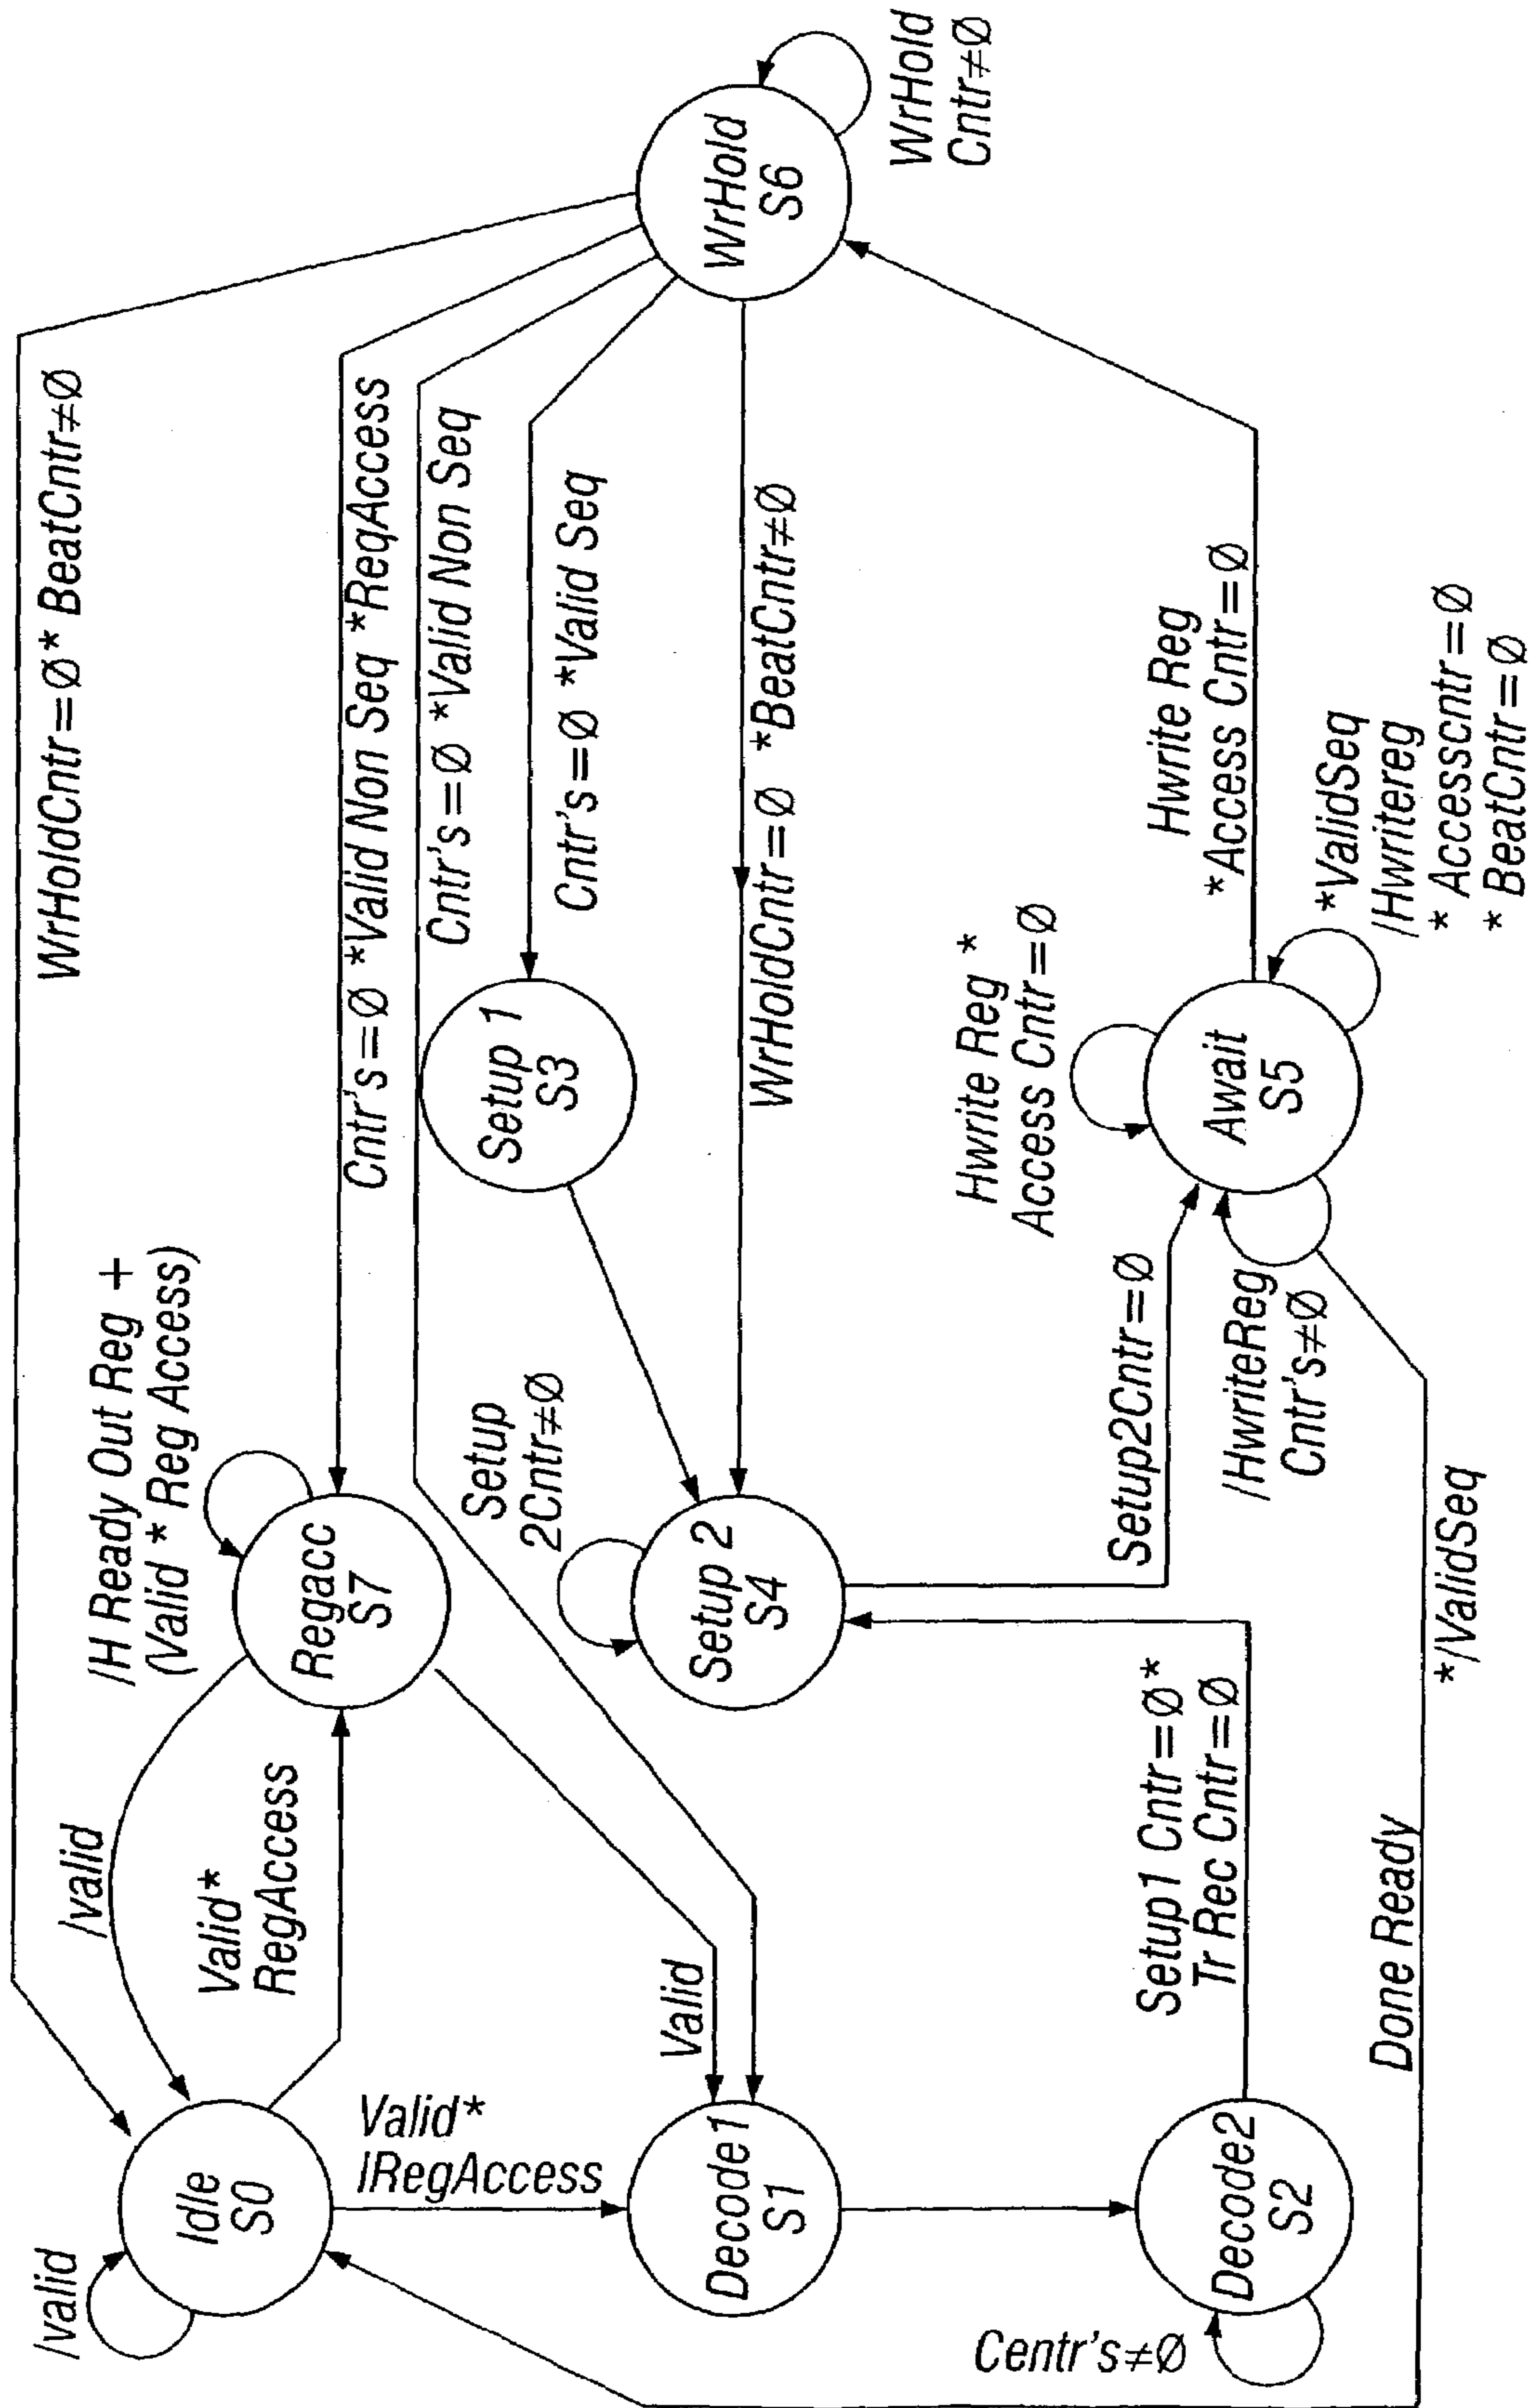 /valid
Idle
S0
/valid
Valid*
RegAccess
Valid*
IRegAccess
/H Ready Out Reg +
(Valid * Reg Access)
Regacc
S7
WrHoldCntr=Ø* BeatCntr≠Ø
Cntr's=Ø *Valid Non Seq *ReqAccess
Cntr's=Ø *Valid Non Seq
Setup 1
S3
Cntr's=Ø *Valid Seq
WrHold
S6
WrHold
Cntr≠Ø
Valid
Decode1
S1
Setup
2Cntr≠Ø
Setup 2
S4
WrHoldCntr=Ø *BeatCntr≠Ø
Centr's≠Ø
Decode2
S2
Setup1 Cntr=Ø*
Tr Rec Cntr=Ø
Setup2Cntr=Ø
/HwriteReg
Cntr's≠Ø
Hwrite Reg *
Access Cntr=Ø
Await
S5
Hwrite Reg
*Access Cntr=Ø
*ValidSeq
/Hwritereg
* Accesscntr=Ø
* BeatCntr=Ø
Done Ready
*/ValidSeq